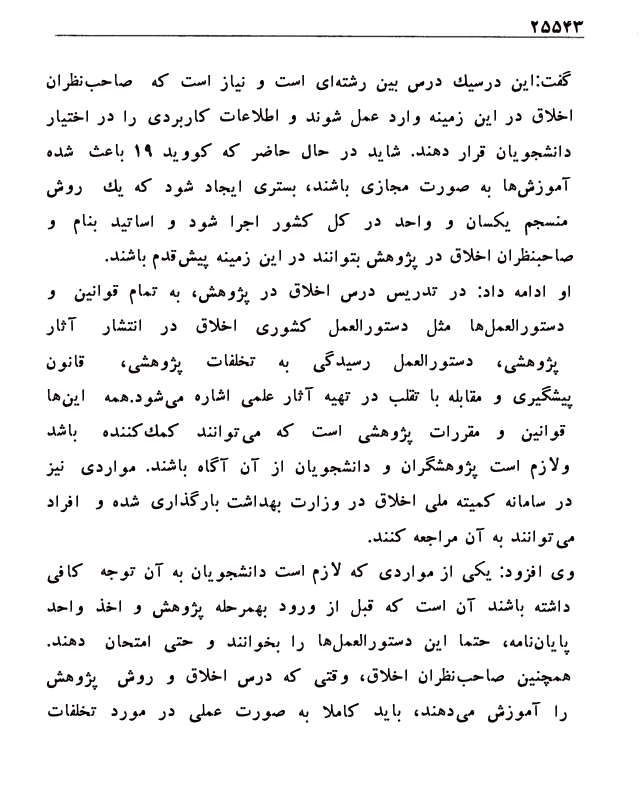 ۲۵۵۴۳
گفت:این درسیك درس بین رشته‌ای است و نیاز است که صاحب‌نظران
اخلاق در این زمینه وارد عمل شوند و اطلاعات کاربردی را در اختیار
دانشجویان قرار دهند. شاید در حال حاضر که کووید ۱۹ باعث شده
آموزش‌ها به صورت مجازی باشند، بستری ایجاد شود که یك روش
منسجم یکسان و واحد در کل کشور اجرا شود و اساتید بنام و
صاحبنظران اخلاق در پژوهش بتوانند در این زمینه پیش‌قدم باشند.
او ادامه داد: در تدریس درس اخلاق در پژوهش، به تمام قوانین و
دستورالعمل‌ها مثل دستورالعمل کشوری اخلاق در انتشار آثار
پژوهشی، دستورالعمل رسیدگی به تخلفات پژوهشی، قانون
پیشگیری و مقابله با تقلب در تهیه آثار علمی اشاره می‌شود.همه این‌ها
قوانین و مقررات پژوهشی است که می‌توانند کمك‌کننده باشد
ولازم است پژوهشگران و دانشجویان از آن آگاه باشند. مواردی نیز
در سامانه کمیته ملی اخلاق در وزارت بهداشت بارگذاری شده و افراد
می‌توانند به آن مراجعه کنند.
وی افزود: یکی از مواردی که لازم است دانشجویان به آن توجه کافی
داشته باشند آن است که قبل از ورود بهمرحله پژوهش و اخذ واحد
پایان‌نامه، حتما این دستورالعمل‌ها را بخوانند و حتی امتحان دهند.
همچنین صاحب‌نظران اخلاق، وقتی که درس اخلاق و روش پژوهش
را آموزش می‌دهند، باید کاملا به صورت عملی در مورد تخلفات